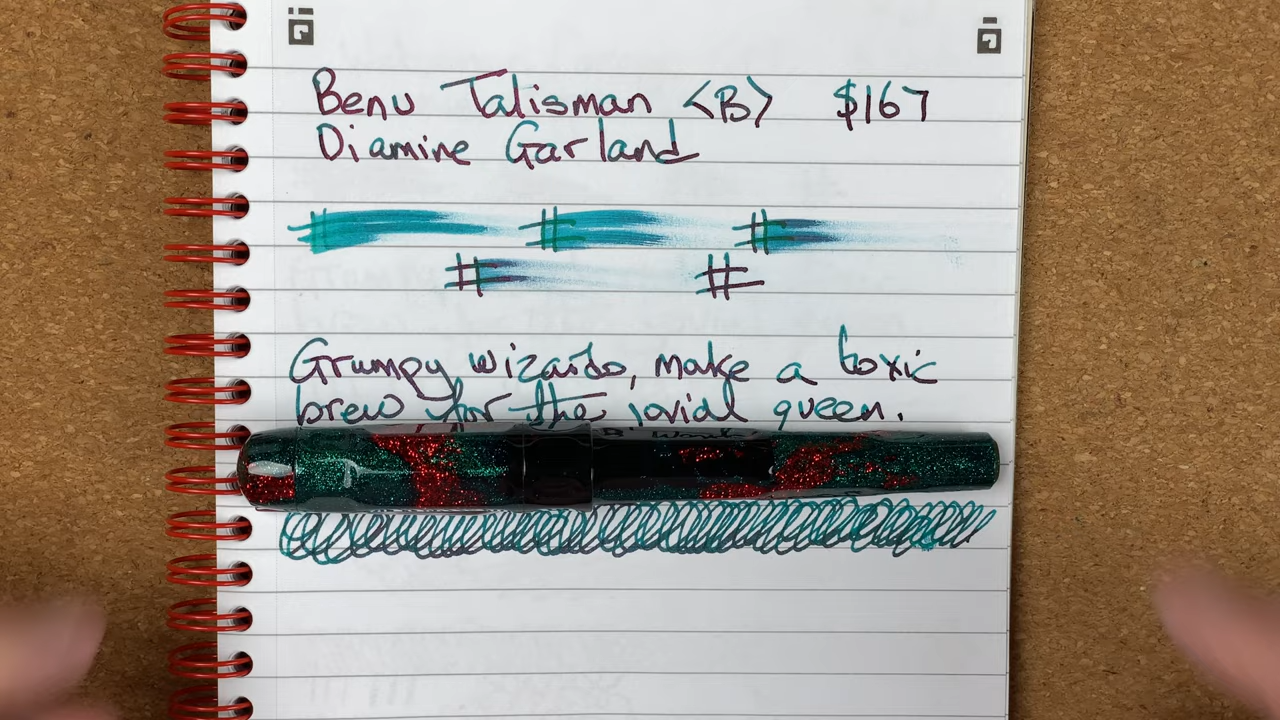 Benu Talisman <B> $167
Diamine Garland
# # #
# #
Grumpy wizards, make a toxic
brew for the jovial queen.